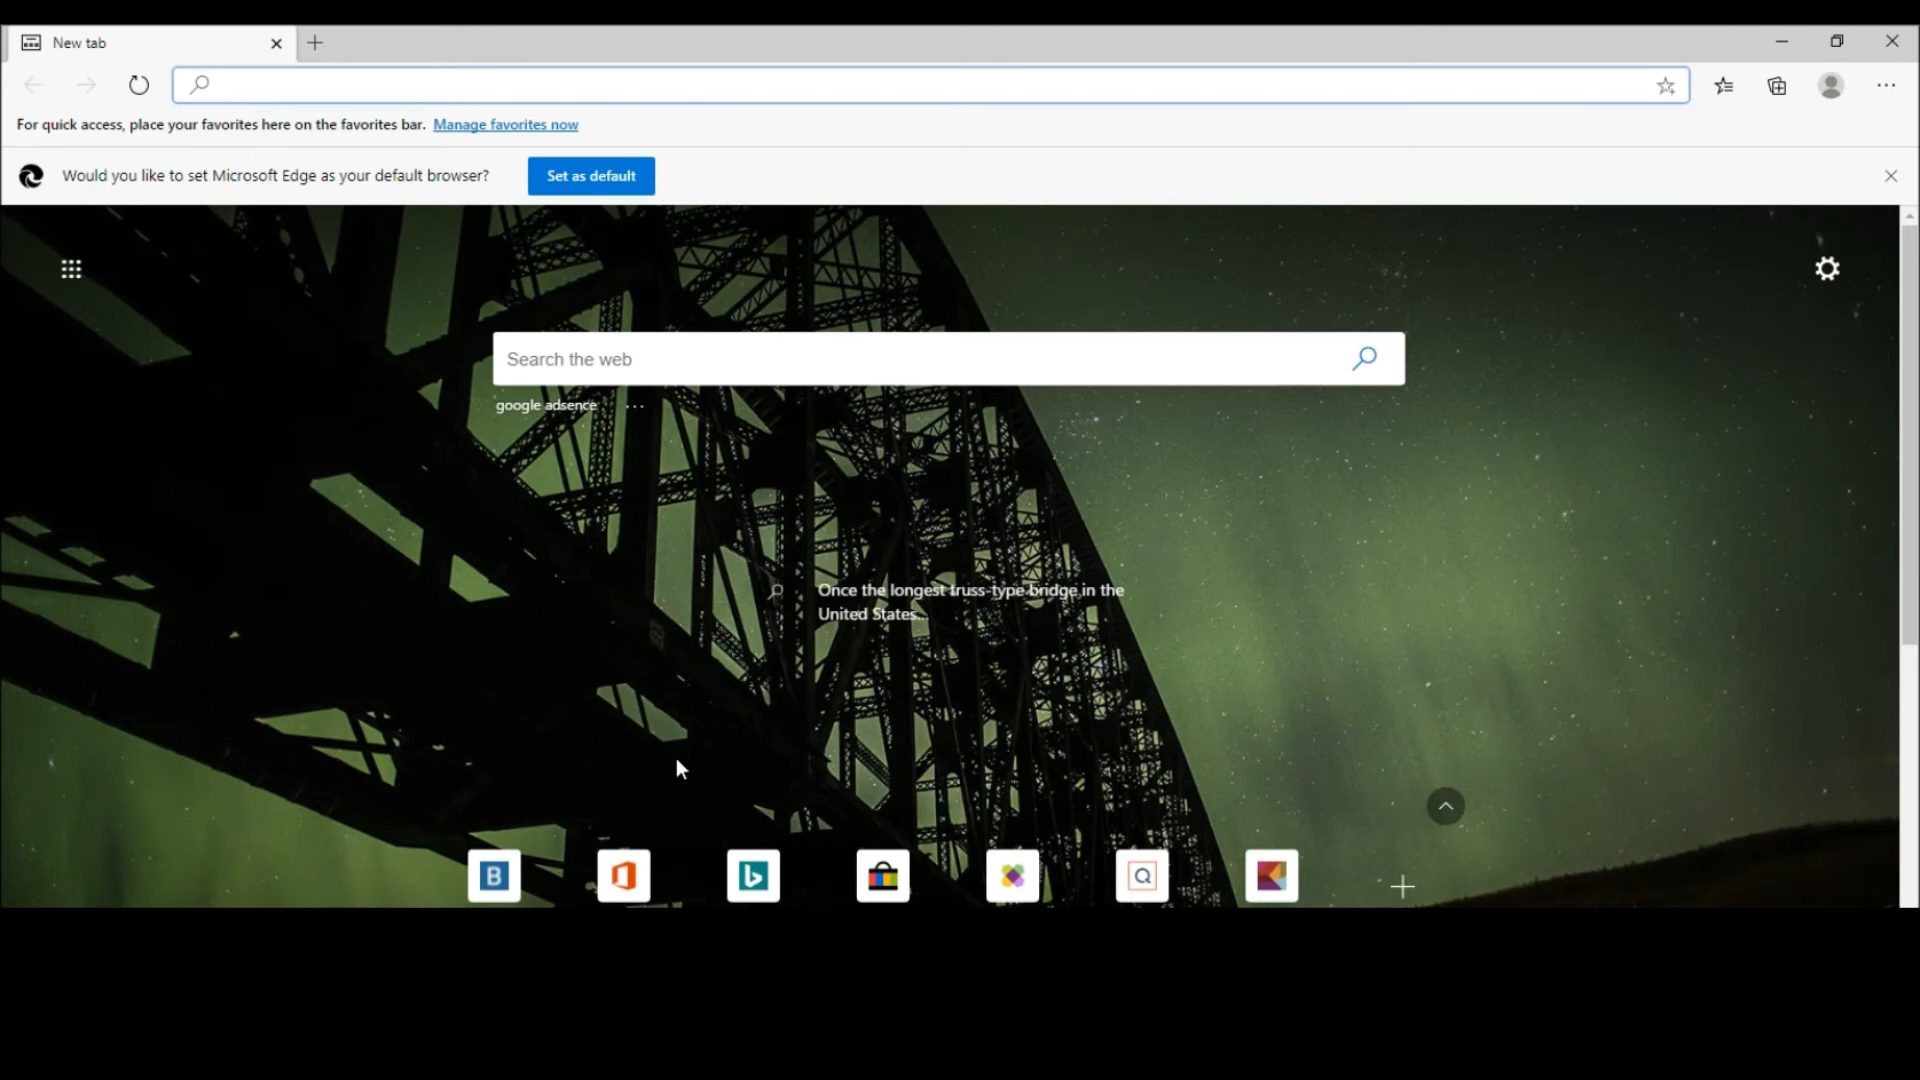 New tab
For quick access, place your favorites here on the favorites bar. Manage favorites now
Would you like to set Microsoft Edge as your default browser? Set as default
Search the web
google adsence ...
Once the longest truss-type bridge in the
United States...
B
b
Q